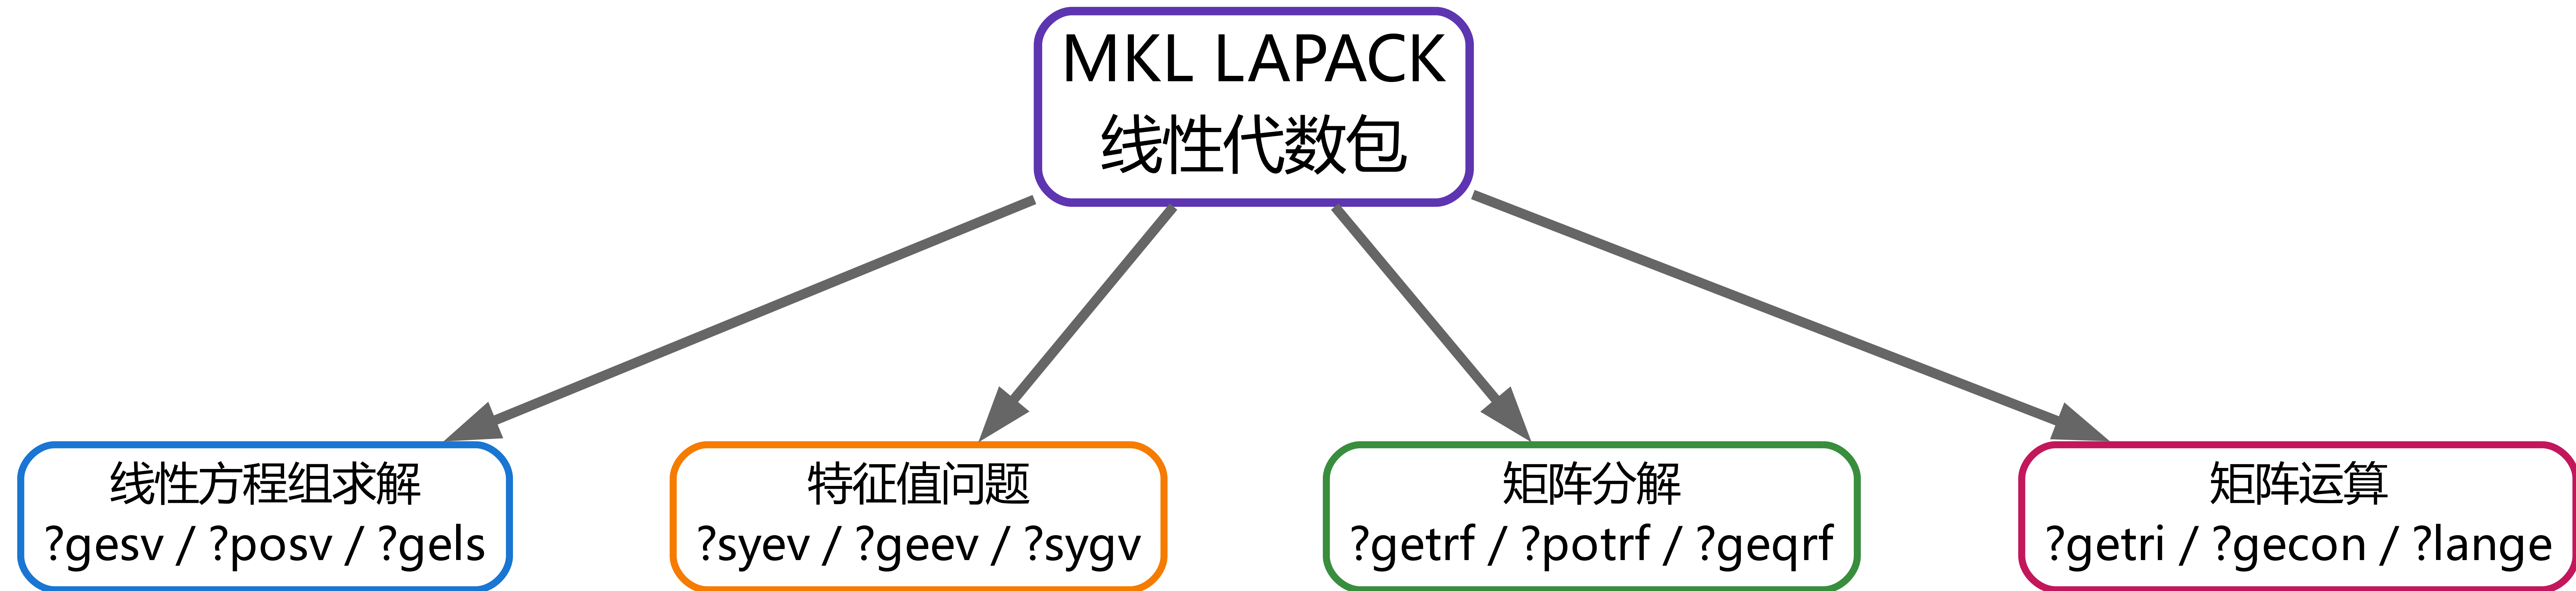 MKL LAPACK
线性代数包
线性方程组求解
?gesv / ?posv / ?gels
特征值问题
?syev / ?geev / ?sygv
矩阵分解
?getrf / ?potrf / ?geqrf
矩阵运算
?getri / ?gecon / ?lange